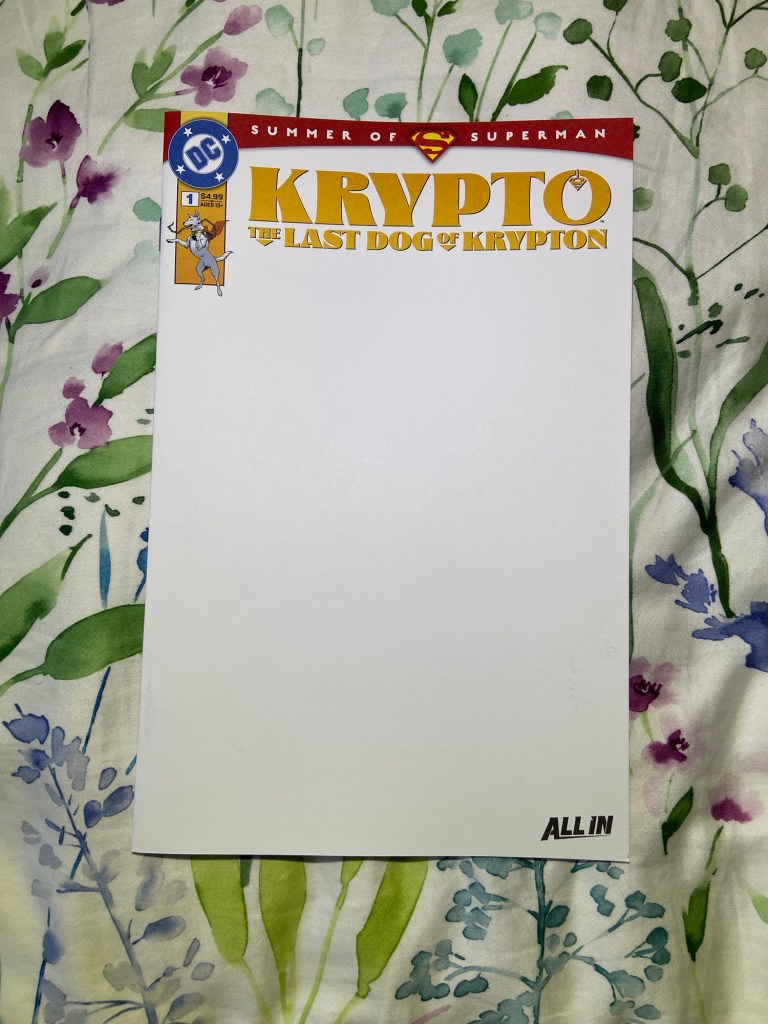 SUMMER OF SUPERMAN
DC
1 $4.99
AGES 13+
KRYPTO
THE LAST DOG OF KRYPTON
ALL IN